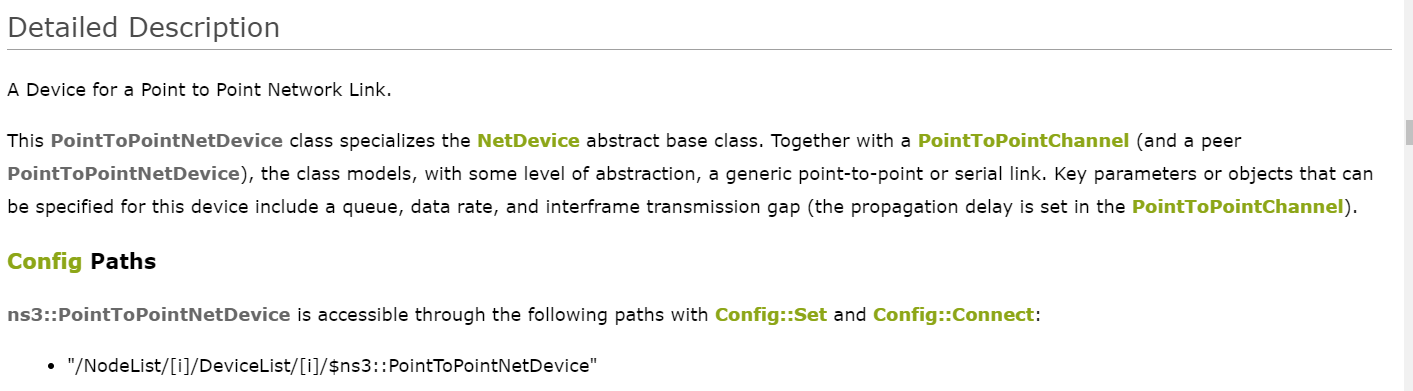 Detailed Description
A Device for a Point to Point Network Link.
This PointToPointNetDevice class specializes the NetDevice abstract base class. Together with a PointToPointChannel (and a peer
PointToPointNetDevice), the class models, with some level of abstraction, a generic point-to-point or serial link. Key parameters or objects that can
be specified for this device include a queue, data rate, and interframe transmission gap (the propagation delay is set in the PointToPointChannel).
Config Paths
ns3::PointToPointNetDevice is accessible through the following paths with Config::Set and Config::Connect:
• "/NodeList/[i]/DeviceList/[i]/$ns3::PointToPointNetDevice"